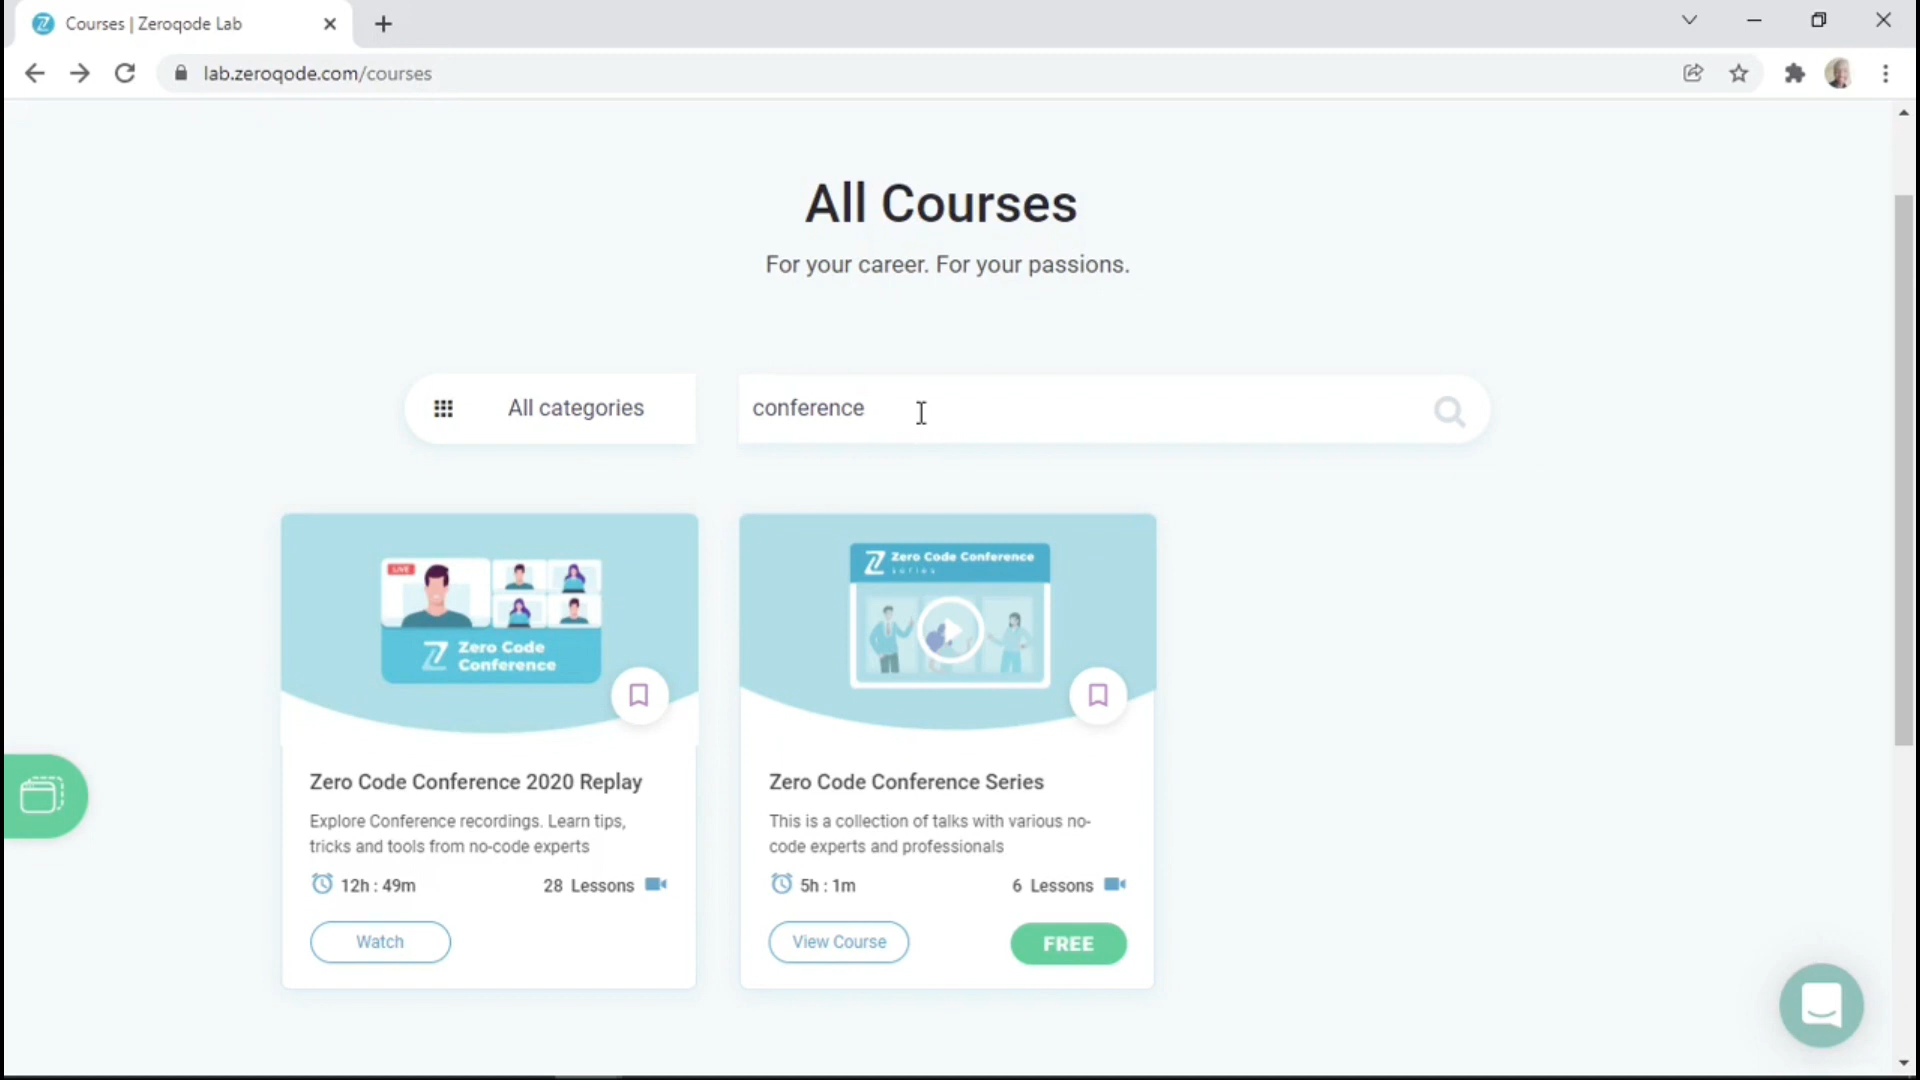 Courses | Zeroqode Lab
lab.zeroqode.com/courses
All Courses
For your career. For your passions.
All categories
conference
LIVE
Zero Code
Conference
Zero Code Conference
series
Zero Code Conference 2020 Replay
Explore Conference recordings. Learn tips,
tricks and tools from no-code experts
12h : 49m
28 Lessons
Watch
Zero Code Conference Series
This is a collection of talks with various no-
code experts and professionals
5h : 1m
6 Lessons
View Course
FREE